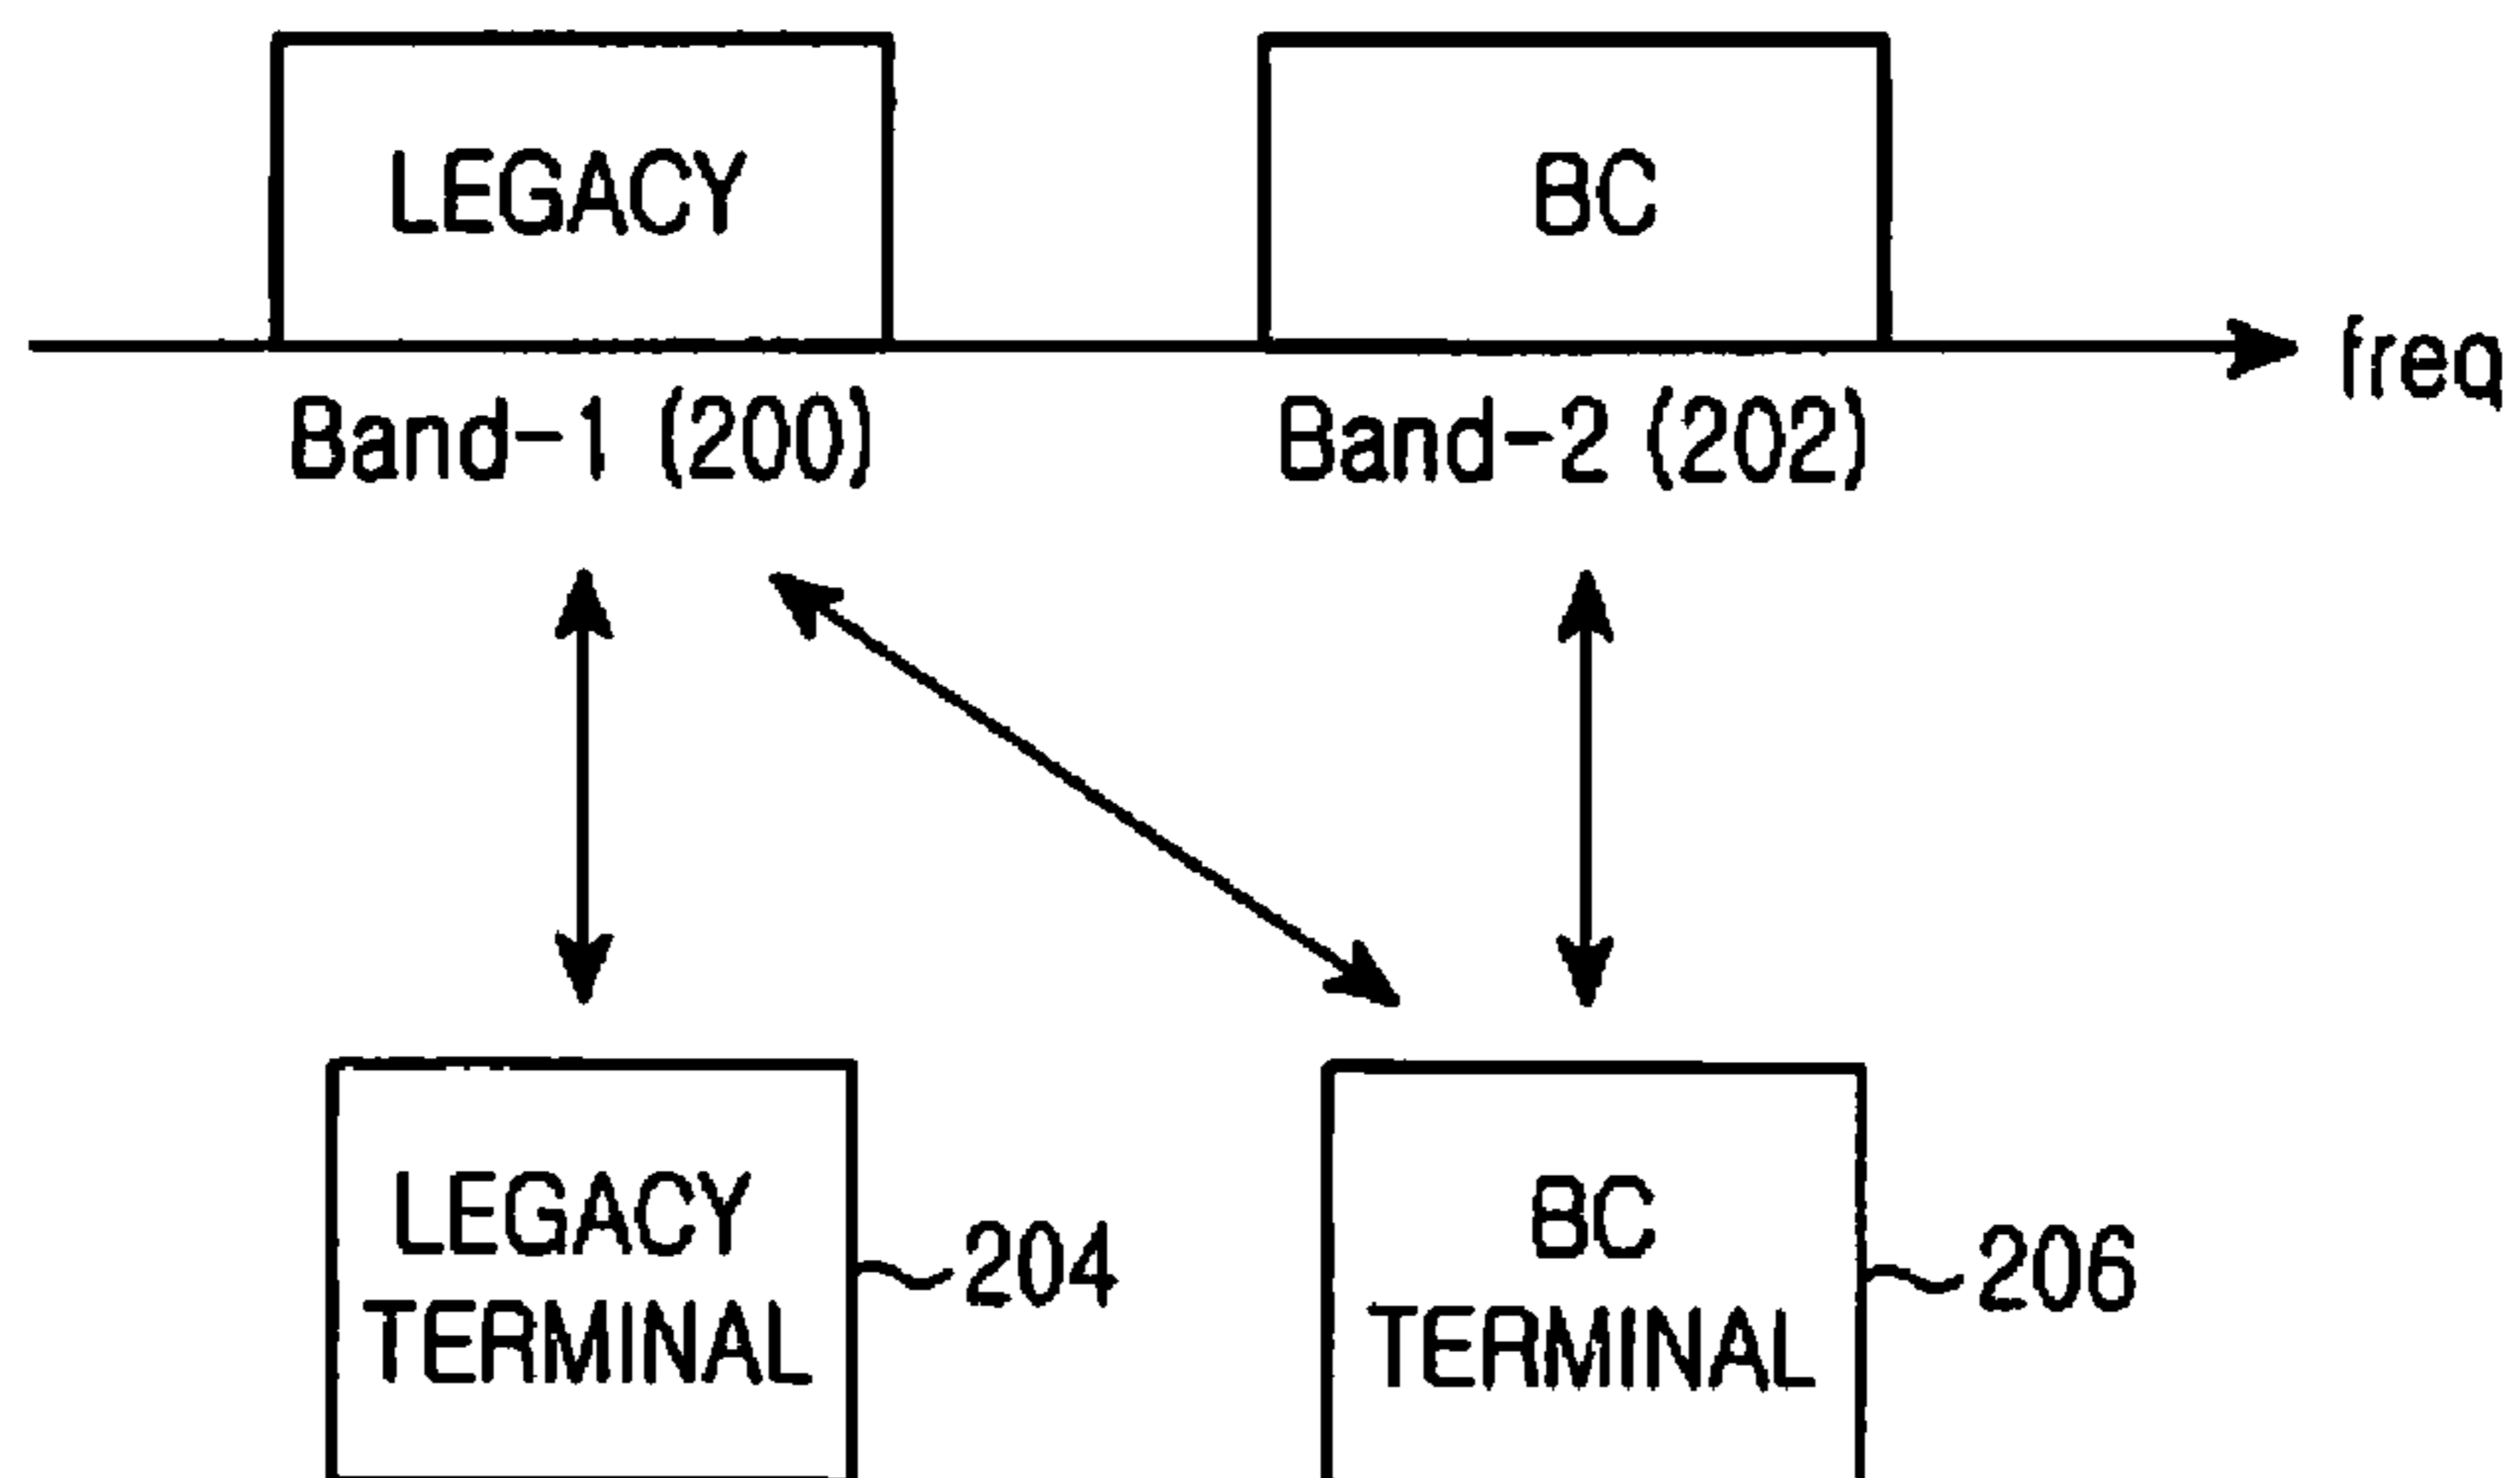 LEGACY
BC
freq
Band-1 (200)
Band-2 (202)
LEGACY
TERMINAL
204
BC
TERMINAL
206